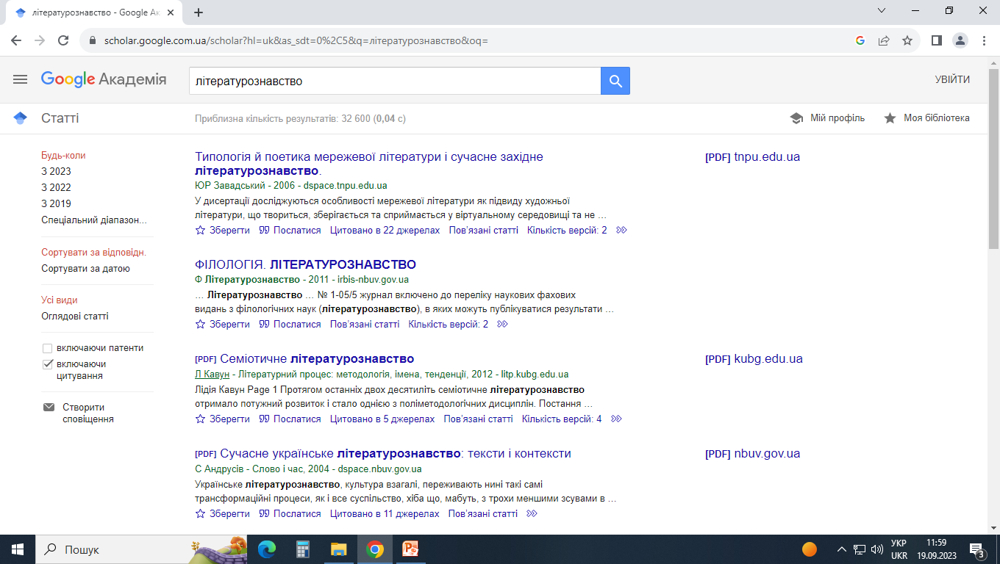 літературознавство - Google Ак
scholar.google.com.ua/scholar?hl=uk&as_sdt=0%2C5&q=літературознавство&oq=
Google Академія
літературознавство
УВІЙТИ
Статті
Приблизна кількість результатів: 32 600 (0,04 с)
Мій профіль
Моя бібліотека
Будь-коли
З 2023
З 2022
З 2019
Спеціальний діапазон...
Сортувати за відповідн.
Сортувати за датою
Усі види
Оглядові статті
включаючи патенти
включаючи
цитування
Створити
сповіщення
Типологія й поетика мережевої літератури і сучасне західне
літературознавство.
ЮР Завадський - 2006 - dspace.tnpu.edu.ua
У дисертації досліджуються особливості мережевої літератури як підвиду художньої
літератури, що твориться, зберігається та сприймається у віртуальному середовищі та не …
Зберегти Послатися Цитовано в 22 джерелах Пов’язані статті Кількість версій: 2
[PDF] tnpu.edu.ua
ФІЛОЛОГІЯ. ЛІТЕРАТУРОЗНАВСТВО
Ф Літературознавство - 2011 - irbis-nbuv.gov.ua
… Літературознавство … № 1-05/5 журнал включено до переліку наукових фахових
видань з філологічних наук (літературознавство), в яких можуть публікуватися результати …
Зберегти Послатися Пов’язані статті Кількість версій: 2
[PDF] Семіотичне літературознавство
Л Кавун - Літературний процес: методологія, імена, тенденції, 2012 - litp.kubg.edu.ua
Лідія Кавун Page 1 Протягом останніх двох десятиліть семіотичне літературознавство
отримало потужний розвиток і стало однією з поліметодологічних дисциплін. Постання …
Зберегти Послатися Цитовано в 5 джерелах Пов’язані статті Кількість версій: 4
[PDF] kubg.edu.ua
[PDF] Сучасне українське літературознавство: тексти і контексти
С Андрусів - Слово і час, 2004 - dspace.nbuv.gov.ua
Українське літературознавство, культура взагалі, переживають нині такі самі
трансформаційні процеси, як і все суспільство, хіба що, мабуть, з трохи меншими зсувами в …
Зберегти Послатися Цитовано в 11 джерелах Пов’язані статті
[PDF] nbuv.gov.ua
Пошук
УКР
UKR
11:59
19.09.2023
3